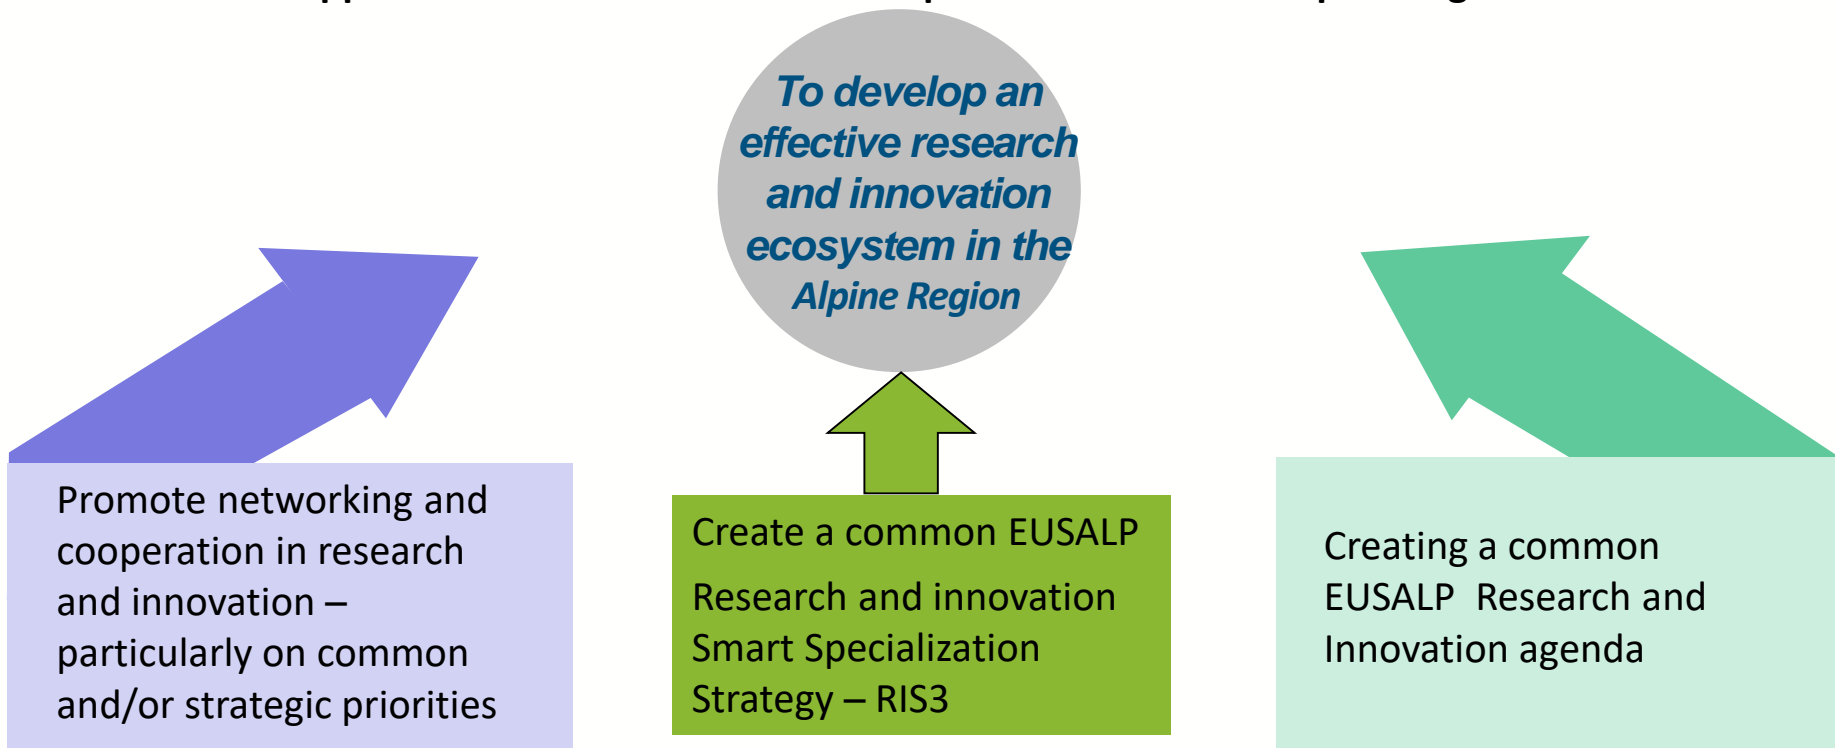 To develop an
effective research
and innovation
ecosystem in the
Alpine Region
Promote networking and
cooperation in research
and innovation –
particularly on common
and/or strategic priorities
Create a common EUSALP
Research and innovation
Smart Specialization
Strategy – RIS3
Creating a common
EUSALP  Research and
Innovation agenda